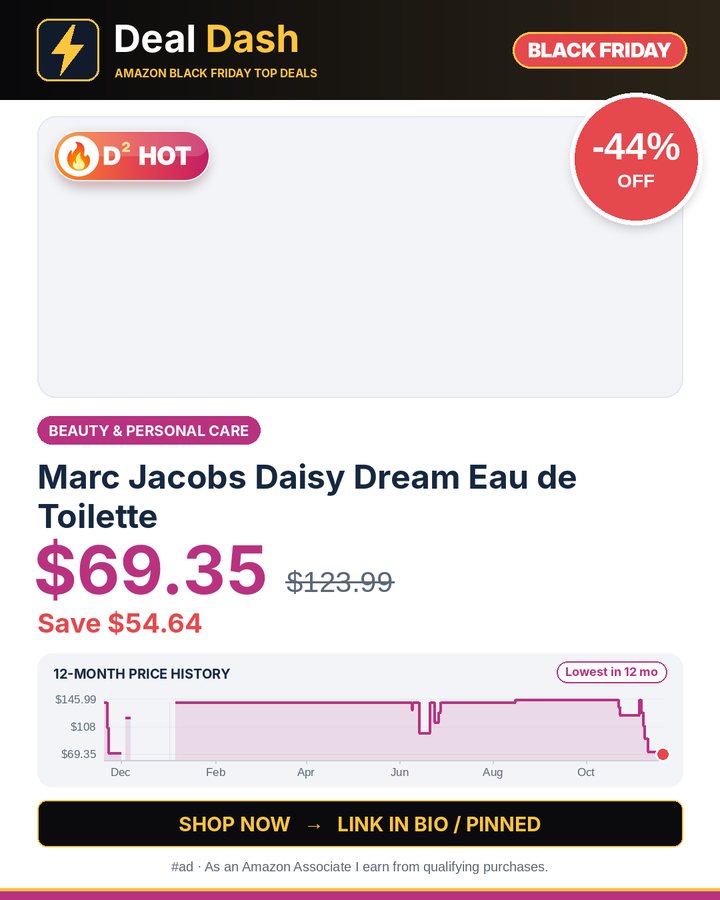 Deal Dash
AMAZON BLACK FRIDAY TOP DEALS
BLACK FRIDAY
D² HOT
-44%
OFF
BEAUTY & PERSONAL CARE
Marc Jacobs Daisy Dream Eau de
Toilette
$69.35 $123.99
Save $54.64
12-MONTH PRICE HISTORY
Lowest in 12 mo
$145.99
$108
$69.35
Dec Feb Apr Jun Aug Oct
SHOP NOW → LINK IN BIO / PINNED
#ad · As an Amazon Associate I earn from qualifying purchases.